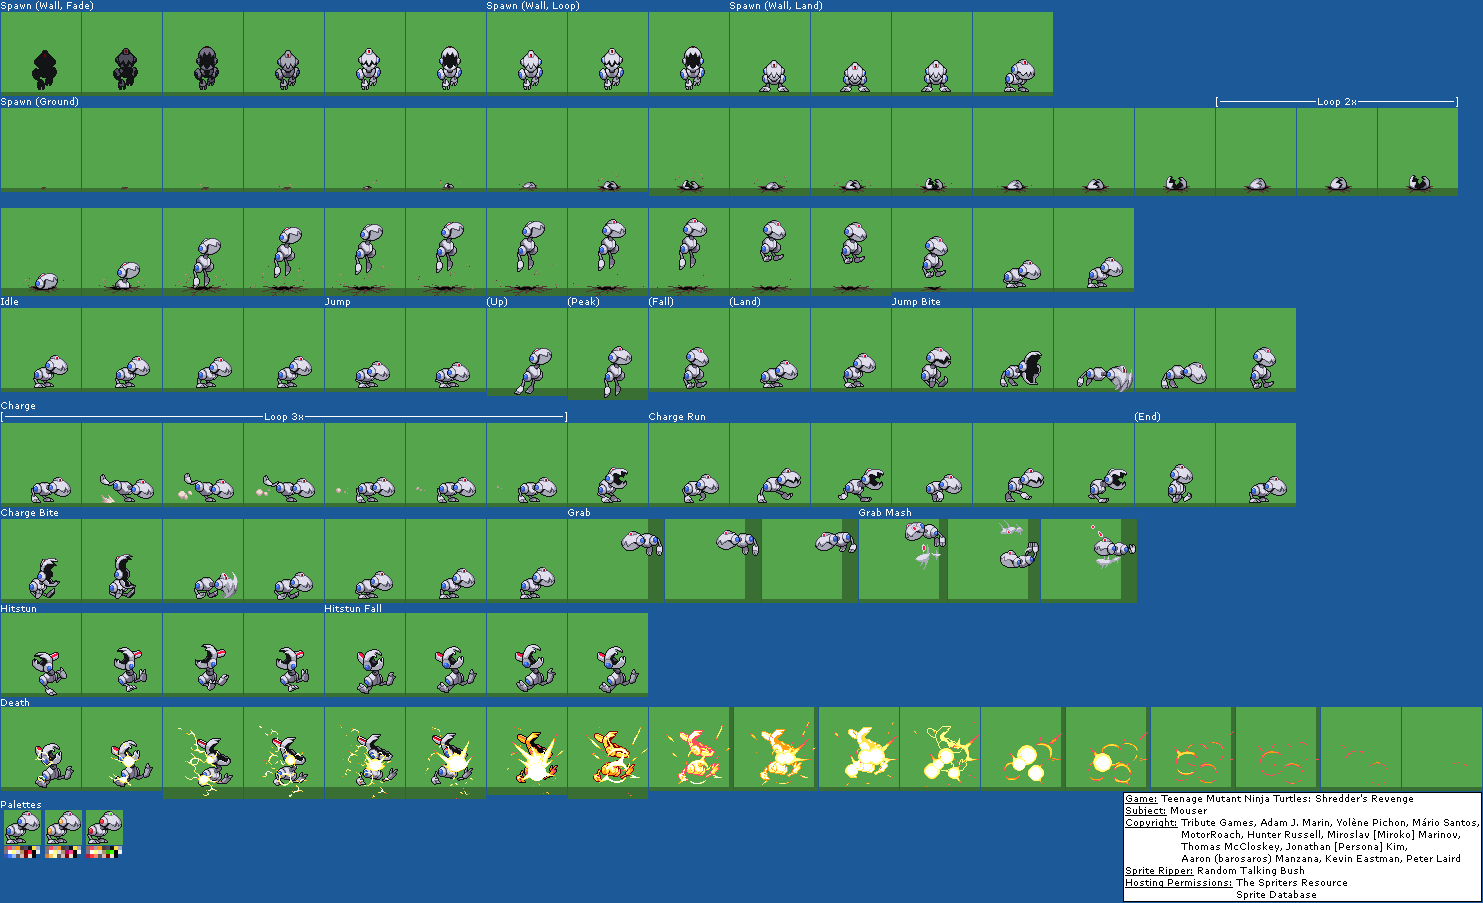 Spawn (Wall, Fade)
Spawn (Wall, Loop)
Spawn (Wall, Land)
Spawn (Ground)
[ Loop 2x ]
Idle
Jump
(Up)
(Peak)
(Fall)
(Land)
Jump Bite
Charge
[ Loop 3x ]
Charge Run
(End)
Charge Bite
Grab
Grab Mash
Hitstun
Hitstun Fall
Death
Palettes
Game: Teenage Mutant Ninja Turtles: Shredder's Revenge
Subject: Mouser
Copyright: Tribute Games, Adam J. Marin, Yolène Pichon, Mário Santos,
MotorRoach, Hunter Russell, Miroslav [Miroko] Marinov,
Thomas McCloskey, Jonathan [Persona] Kim,
Aaron (barosaros) Manzana, Kevin Eastman, Peter Laird
Sprite Ripper: Random Talking Bush
Hosting Permissions: The Spriters Resource
Sprite Database